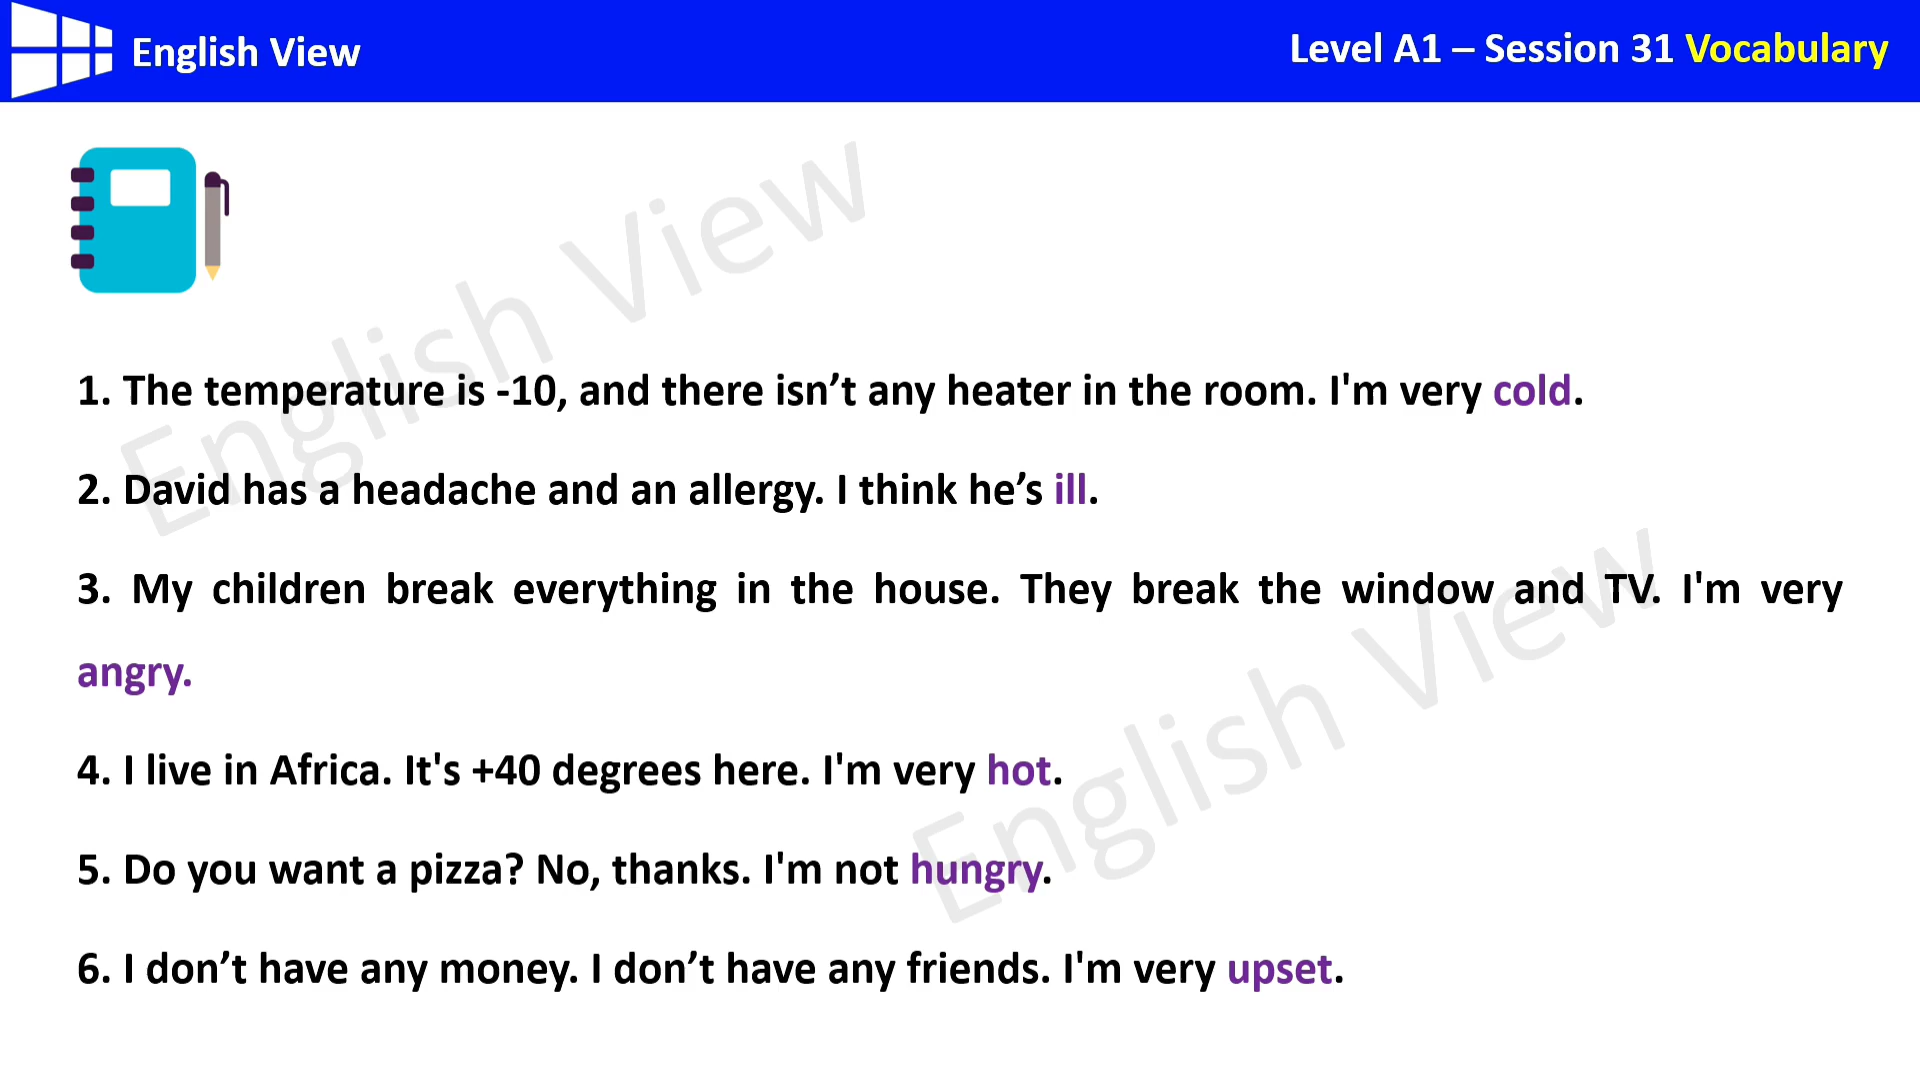 English View
Level A1 – Session 31 Vocabulary
1. The temperature is -10, and there isn’t any heater in the room. I'm very cold.
2. David has a headache and an allergy. I think he’s ill.
3. My children break everything in the house. They break the window and TV. I'm very
angry.
4. I live in Africa. It's +40 degrees here. I'm very hot.
5. Do you want a pizza? No, thanks. I'm not hungry.
6. I don’t have any money. I don’t have any friends. I'm very upset.
English View
English View